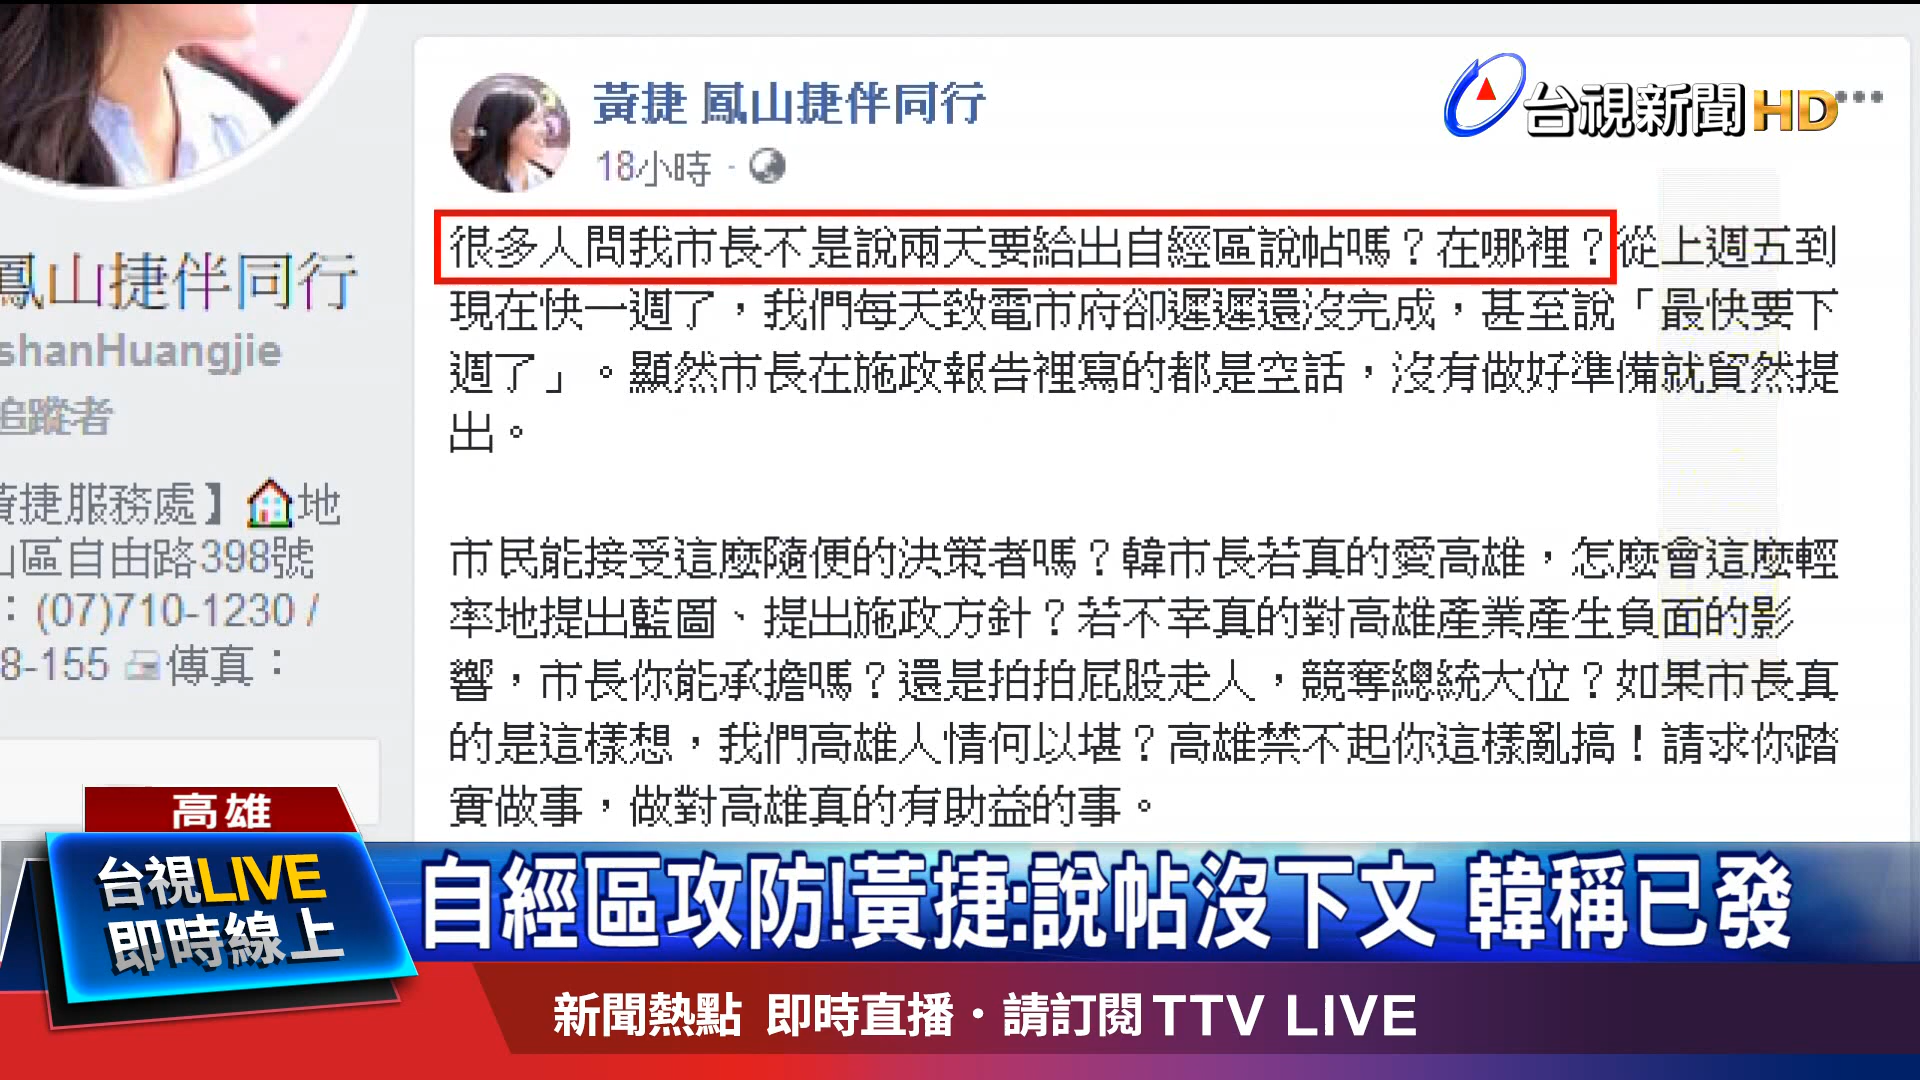 台視新聞HD
黃捷 鳳山捷伴同行
18小時
很多人問我市長不是說兩天要給出自經區說帖嗎？在哪裡？從上週五到
現在快一週了，我們每天致電市府卻遲遲還沒完成，甚至說「最快要下
週了」。顯然市長在施政報告裡寫的都是空話，沒有做好準備就貿然提
出。
市民能接受這麼隨便的決策者嗎？韓市長若真的愛高雄，怎麼會這麼輕
率地提出藍圖、提出施政方針？若不幸真的對高雄產業產生負面的影
響，市長你能承擔嗎？還是拍拍屁股走人，競奪總統大位？如果市長真
的是這樣想，我們高雄人情何以堪？高雄禁不起你這樣亂搞！請求你踏
實做事，做對高雄真的有助益的事。
鳳山捷伴同行
shanHuangjie
追蹤者
黃捷服務處】地
山區自由路398號
：(07)710-1230 /
8-155 傳真：
高雄
台視LIVE
即時線上
自經區攻防!黃捷:說帖沒下文 韓稱已發
新聞熱點 即時直播・請訂閱TTV LIVE